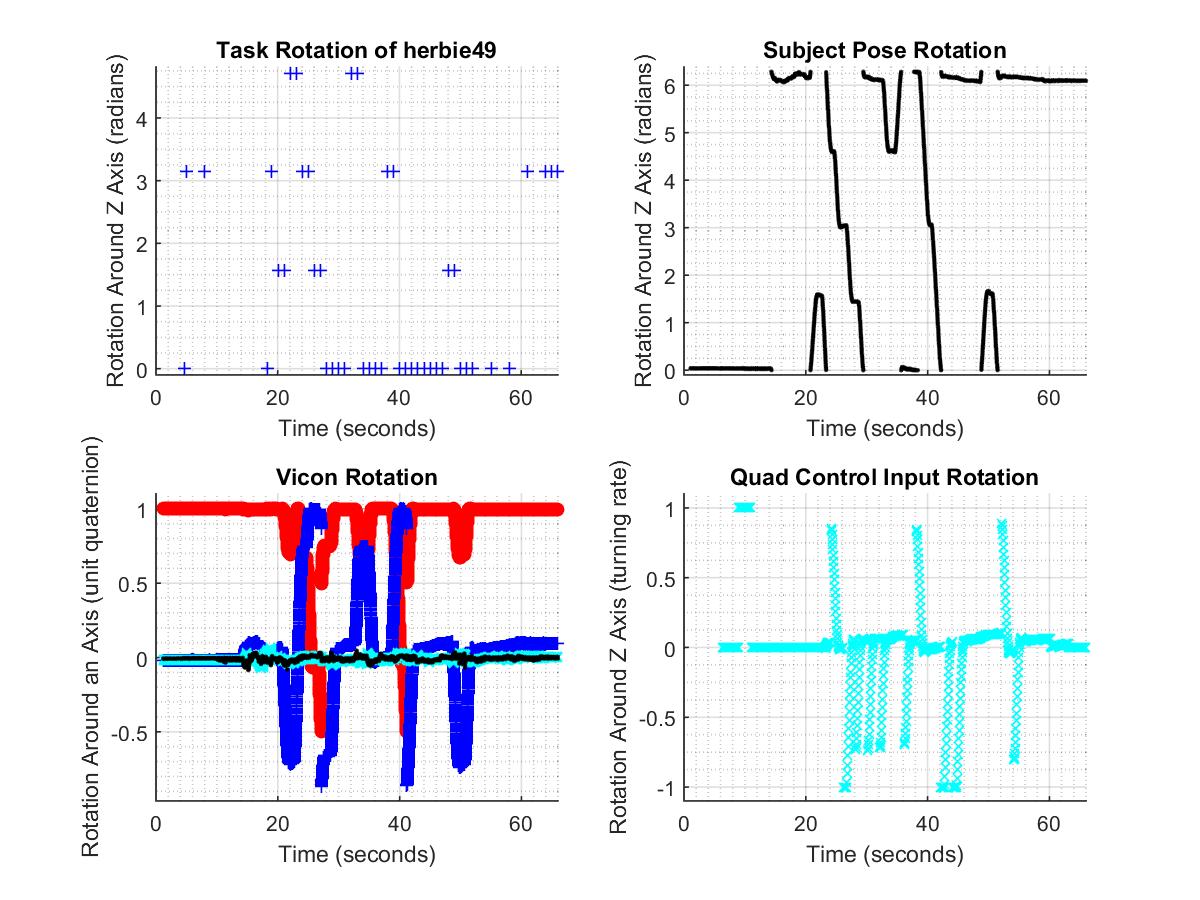 Task Rotation of herbie49
Rotation Around Z Axis (radians)
4
3
2
1
0
0 20 40 60
Time (seconds)
Subject Pose Rotation
Rotation Around Z Axis (radians)
6
5
4
3
2
1
0
0 20 40 60
Time (seconds)
Vicon Rotation
Rotation Around an Axis (unit quaternion)
1
0.5
0
-0.5
0 20 40 60
Time (seconds)
Quad Control Input Rotation
Rotation Around Z Axis (turning rate)
1
0.5
0
-0.5
-1
0 20 40 60
Time (seconds)